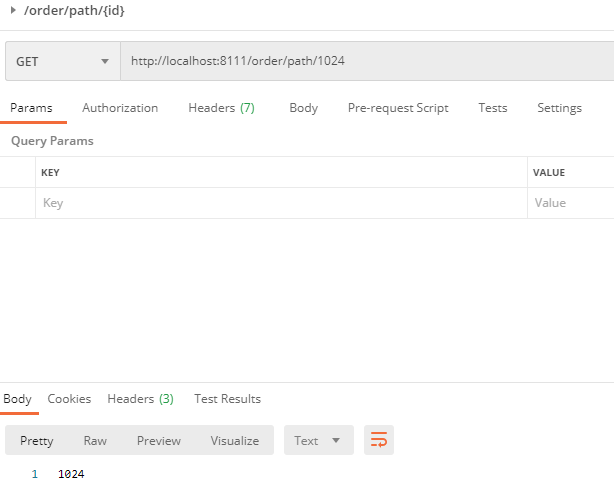 /order/path/{id}
GET http://localhost:8111/order/path/1024
Params Authorization Headers (7) Body Pre-request Script Tests Settings
Query Params
KEY VALUE
Key Value
Body Cookies Headers (3) Test Results
Pretty Raw Preview Visualize Text
1 1024